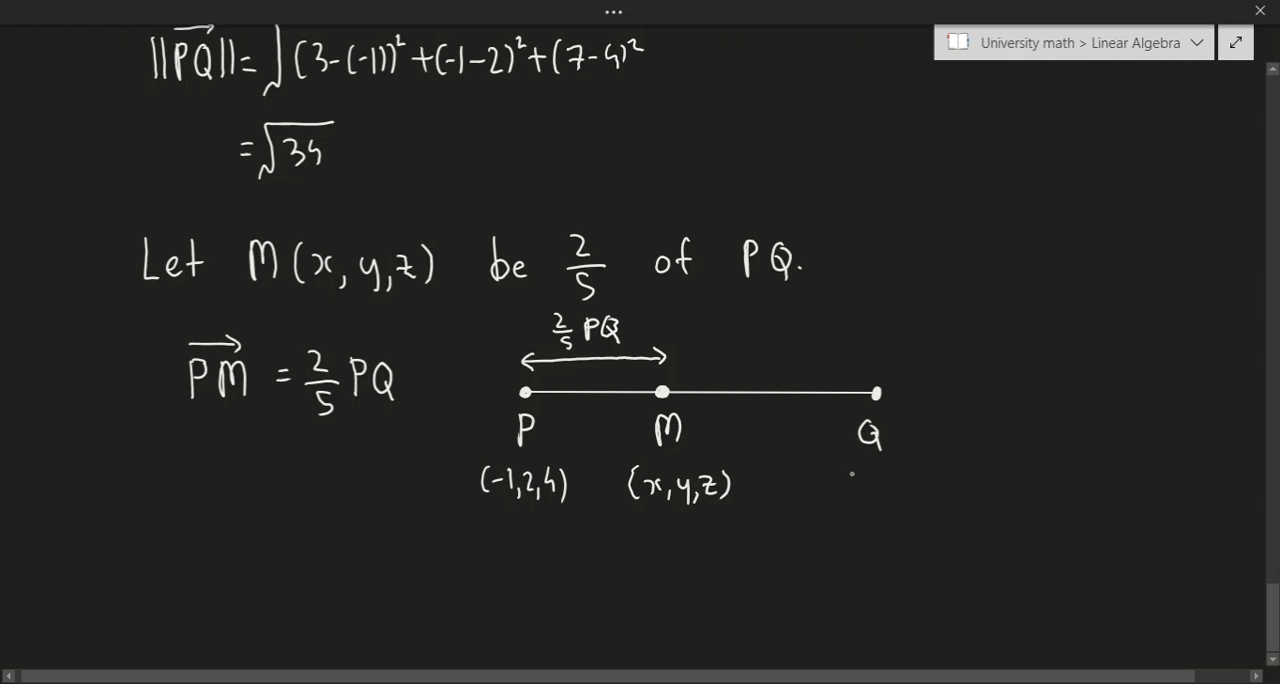 ...
University math > Linear Algebra
||PQ|| = √(3-(-1))² + (-1-2)² + (7-4)²
= √34
Let M(x, y, z) be 2/5 of PQ.
2/5 PQ
PM = 2/5 PQ
P M Q
(-1,2,4) (x, y, z)